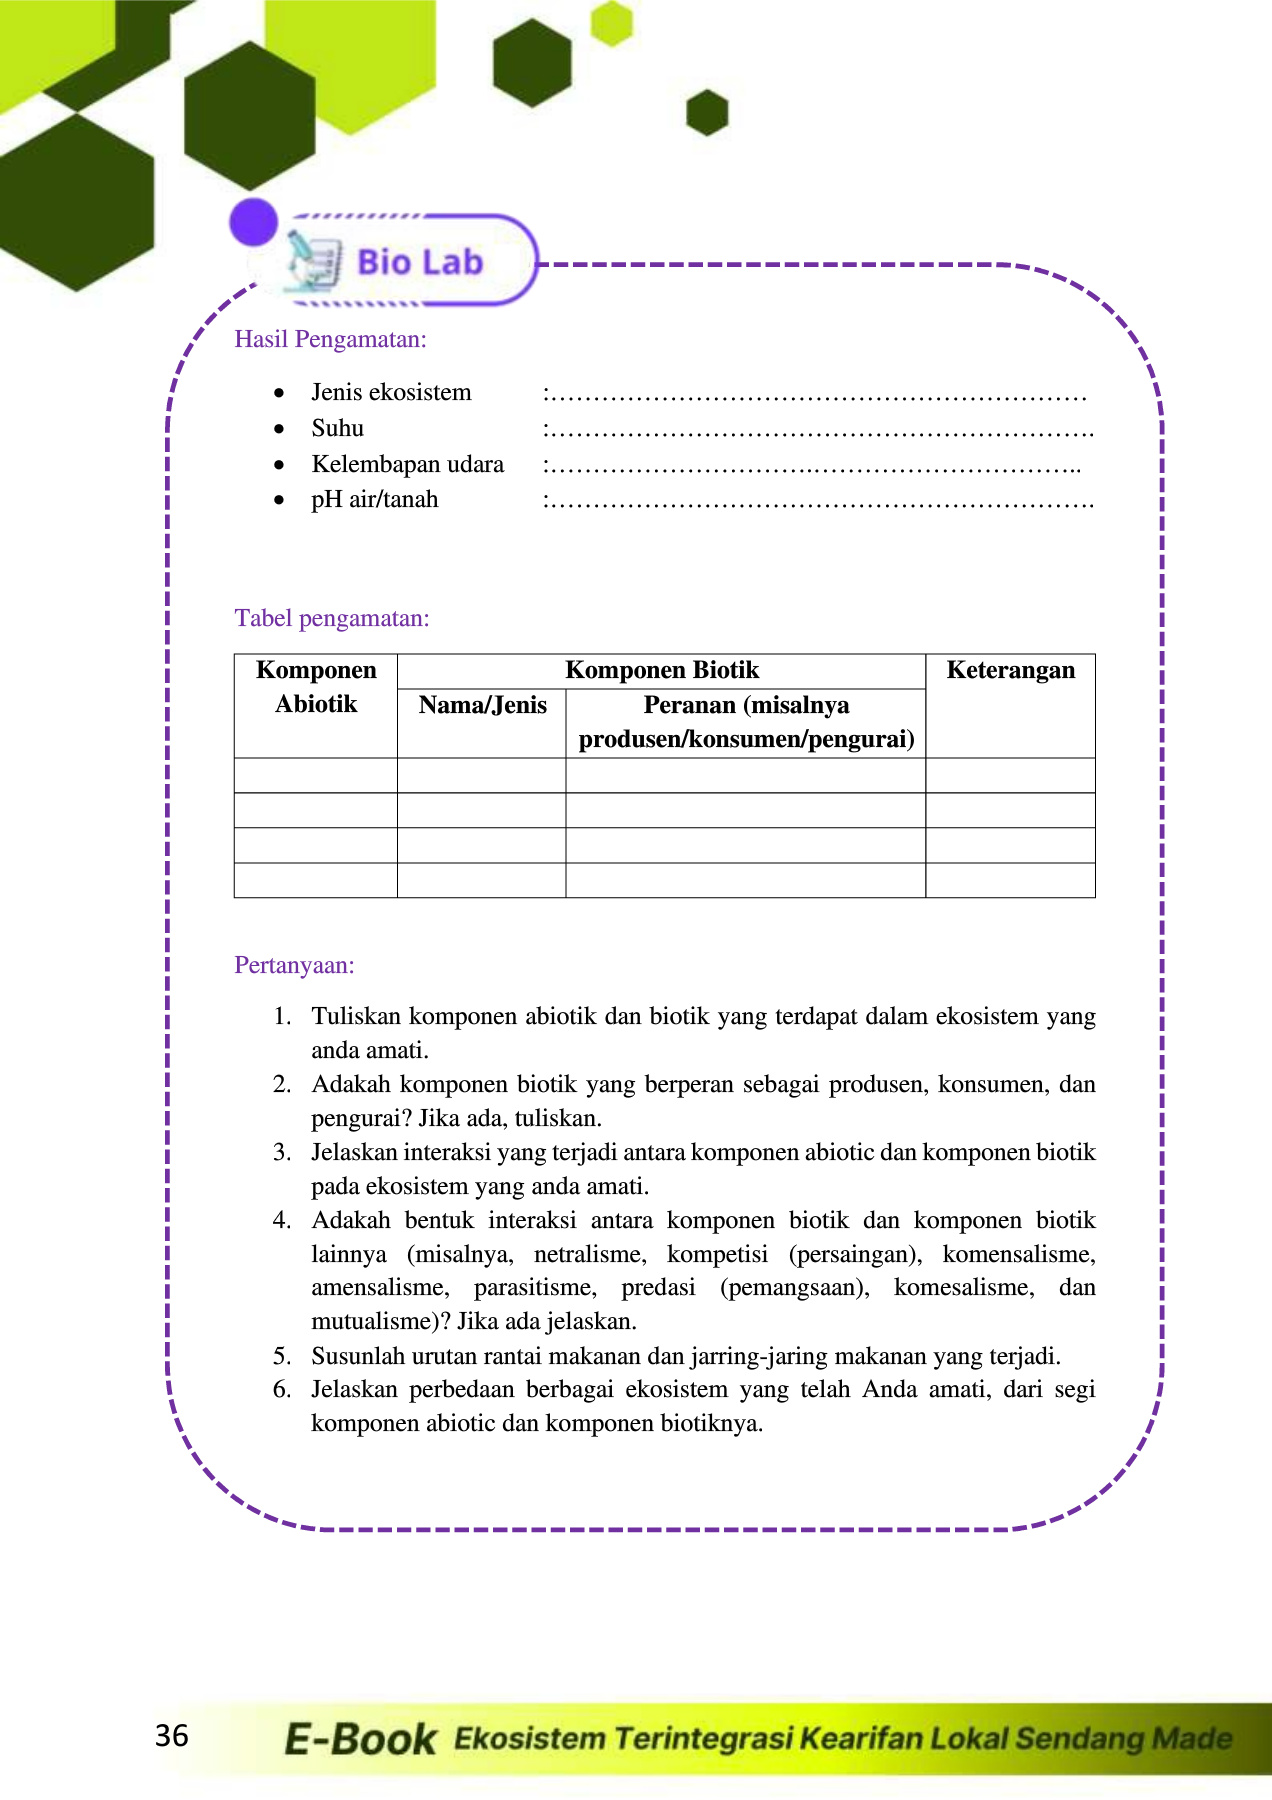 Bio Lab
Hasil Pengamatan:
• Jenis ekosistem :………………………………………………………
• Suhu :……………………………………………………….
• Kelembapan udara :………………………….…………………………..
• pH air/tanah :……………………………………………………….
Tabel pengamatan:
Komponen Komponen Biotik Keterangan
Abiotik Nama/Jenis Peranan (misalnya
produsen/konsumen/pengurai)
Pertanyaan:
1. Tuliskan komponen abiotik dan biotik yang terdapat dalam ekosistem yang
anda amati.
2. Adakah komponen biotik yang berperan sebagai produsen, konsumen, dan
pengurai? Jika ada, tuliskan.
3. Jelaskan interaksi yang terjadi antara komponen abiotic dan komponen biotik
pada ekosistem yang anda amati.
4. Adakah bentuk interaksi antara komponen biotik dan komponen biotik
lainnya (misalnya, netralisme, kompetisi (persaingan), komensalisme,
amensalisme, parasitisme, predasi (pemangsaan), komesalisme, dan
mutualisme)? Jika ada jelaskan.
5. Susunlah urutan rantai makanan dan jarring-jaring makanan yang terjadi.
6. Jelaskan perbedaan berbagai ekosistem yang telah Anda amati, dari segi
komponen abiotic dan komponen biotiknya.
36 E-Book Ekosistem Terintegrasi Kearifan Lokal Sendang Made